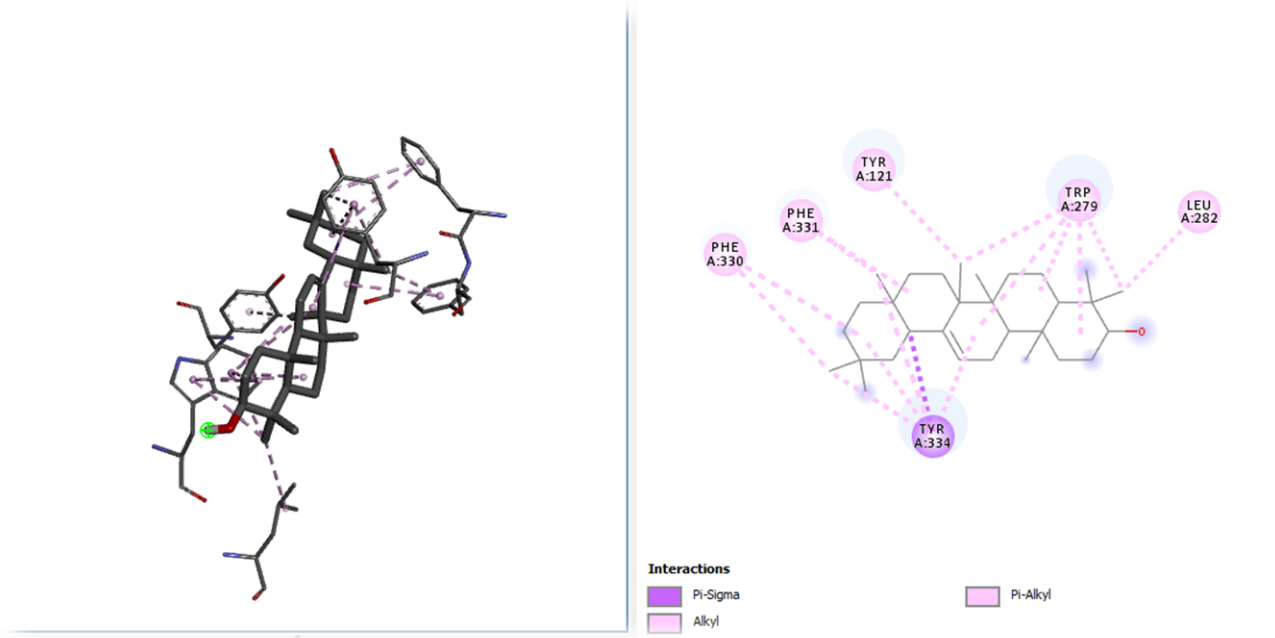 TYR
A:121
TRP
A:279
LEU
A:282
PHE
A:331
PHE
A:330
O
TYR
A:334
Interactions
Pi-Sigma
Pi-Alkyl
Alkyl